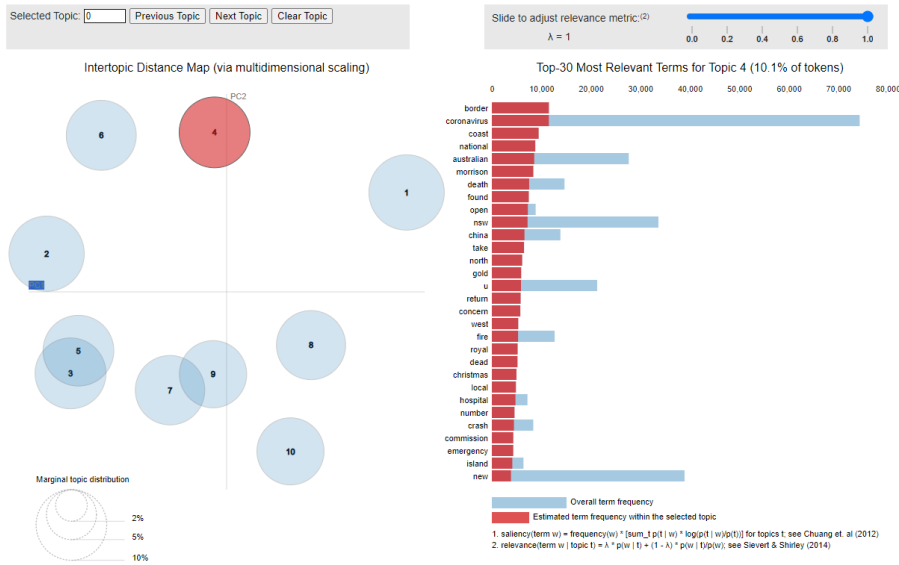 Selected Topic: 0 Previous Topic Next Topic Clear Topic
Slide to adjust relevance metric:(2)
λ = 1
0.0 0.2 0.4 0.6 0.8 1.0
Intertopic Distance Map (via multidimensional scaling)
PC2
6
4
1
2
5
3
7
9
8
10
Marginal topic distribution
2%
5%
10%
Top-30 Most Relevant Terms for Topic 4 (10.1% of tokens)
0 10,000 20,000 30,000 40,000 50,000 60,000 70,000 80,000
border
coronavirus
coast
national
australian
morrison
death
found
open
nsw
china
take
north
gold
u
return
concern
west
fire
royal
dead
christmas
local
hospital
number
crash
commission
emergency
island
new
Overall term frequency
Estimated term frequency within the selected topic
1. saliency(term w) = frequency(w) * [sum_t p(t | w) * log(p(t | w)/p(t))] for topics t; see Chuang et. al (2012)
2. relevance(term w | topic t) = λ * p(w | t) + (1 - λ) * p(w | t)/p(w); see Sievert & Shirley (2014)